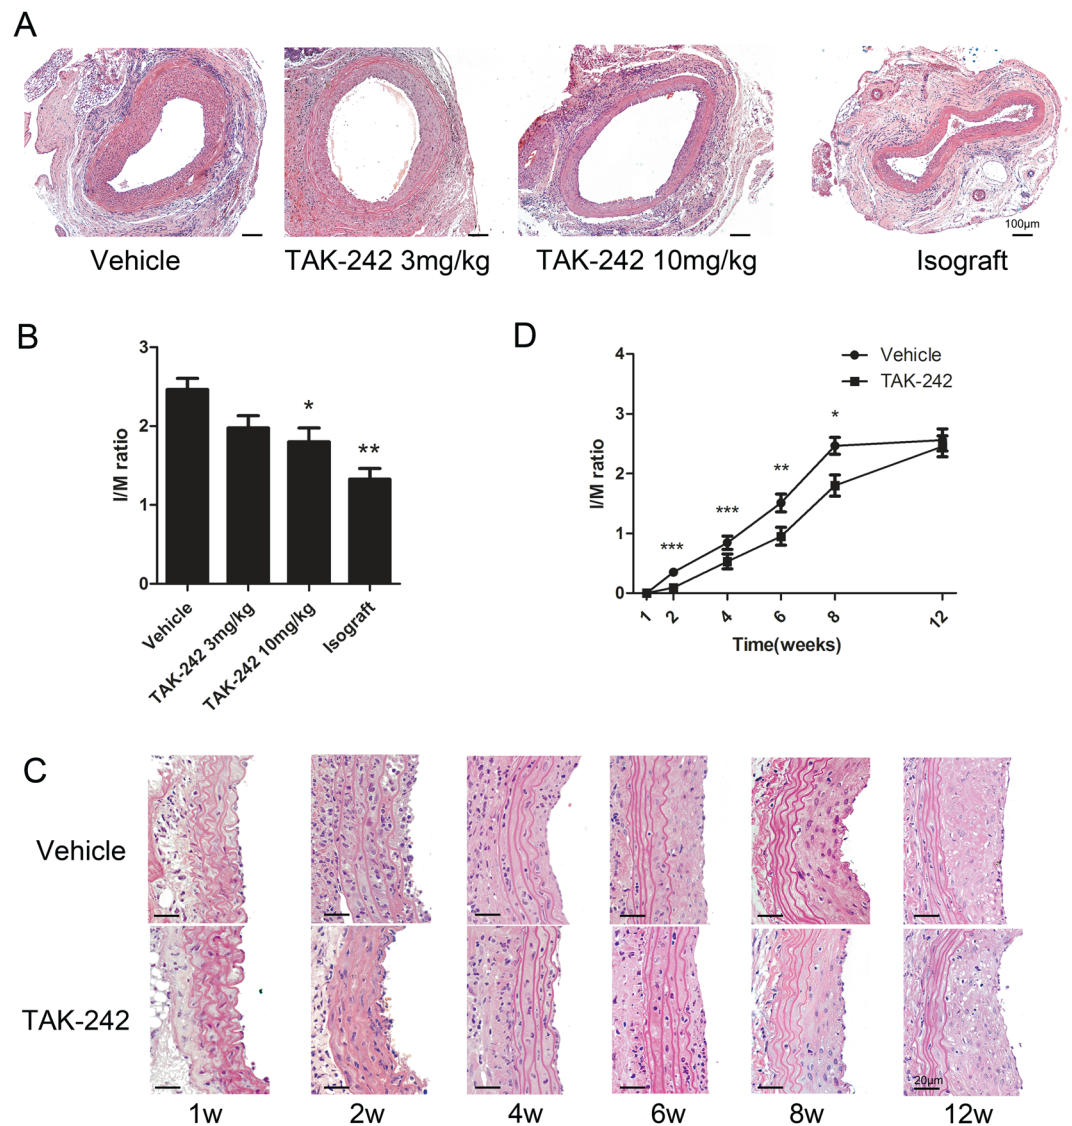 A
100µm
Vehicle
TAK-242 3mg/kg
TAK-242 10mg/kg
Isograft
B
3
2
1
0
I/M ratio
*
**
Vehicle
TAK-242 3mg/kg
TAK-242 10mg/kg
Isograft
D
Vehicle
TAK-242
4
3
2
1
0
I/M ratio
***
***
**
*
1
2
4
6
8
12
Time(weeks)
C
Vehicle
TAK-242
20µm
1w
2w
4w
6w
8w
12w